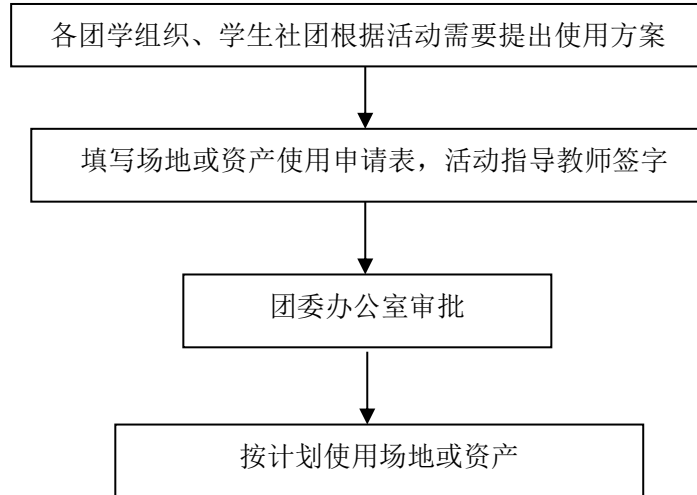 各团学组织、学生社团根据活动需要提出使用方案
填写场地或资产使用申请表，活动指导教师签字
团委办公室审批
按计划使用场地或资产